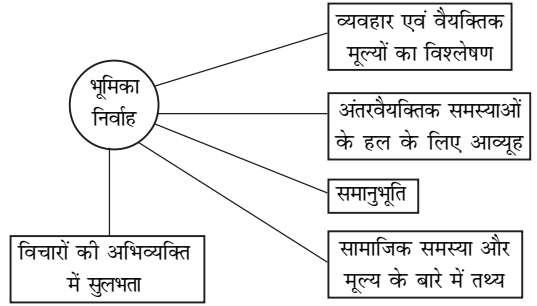 भूमिका
निर्वाह
व्यवहार एवं वैयक्तिक
मूल्यों का विश्लेषण
अंतरवैयक्तिक समस्याओं
के हल के लिए आव्यूह
समानुभूति
सामाजिक समस्या और
मूल्य के बारे में तथ्य
विचारों की अभिव्यक्ति
में सुलभता